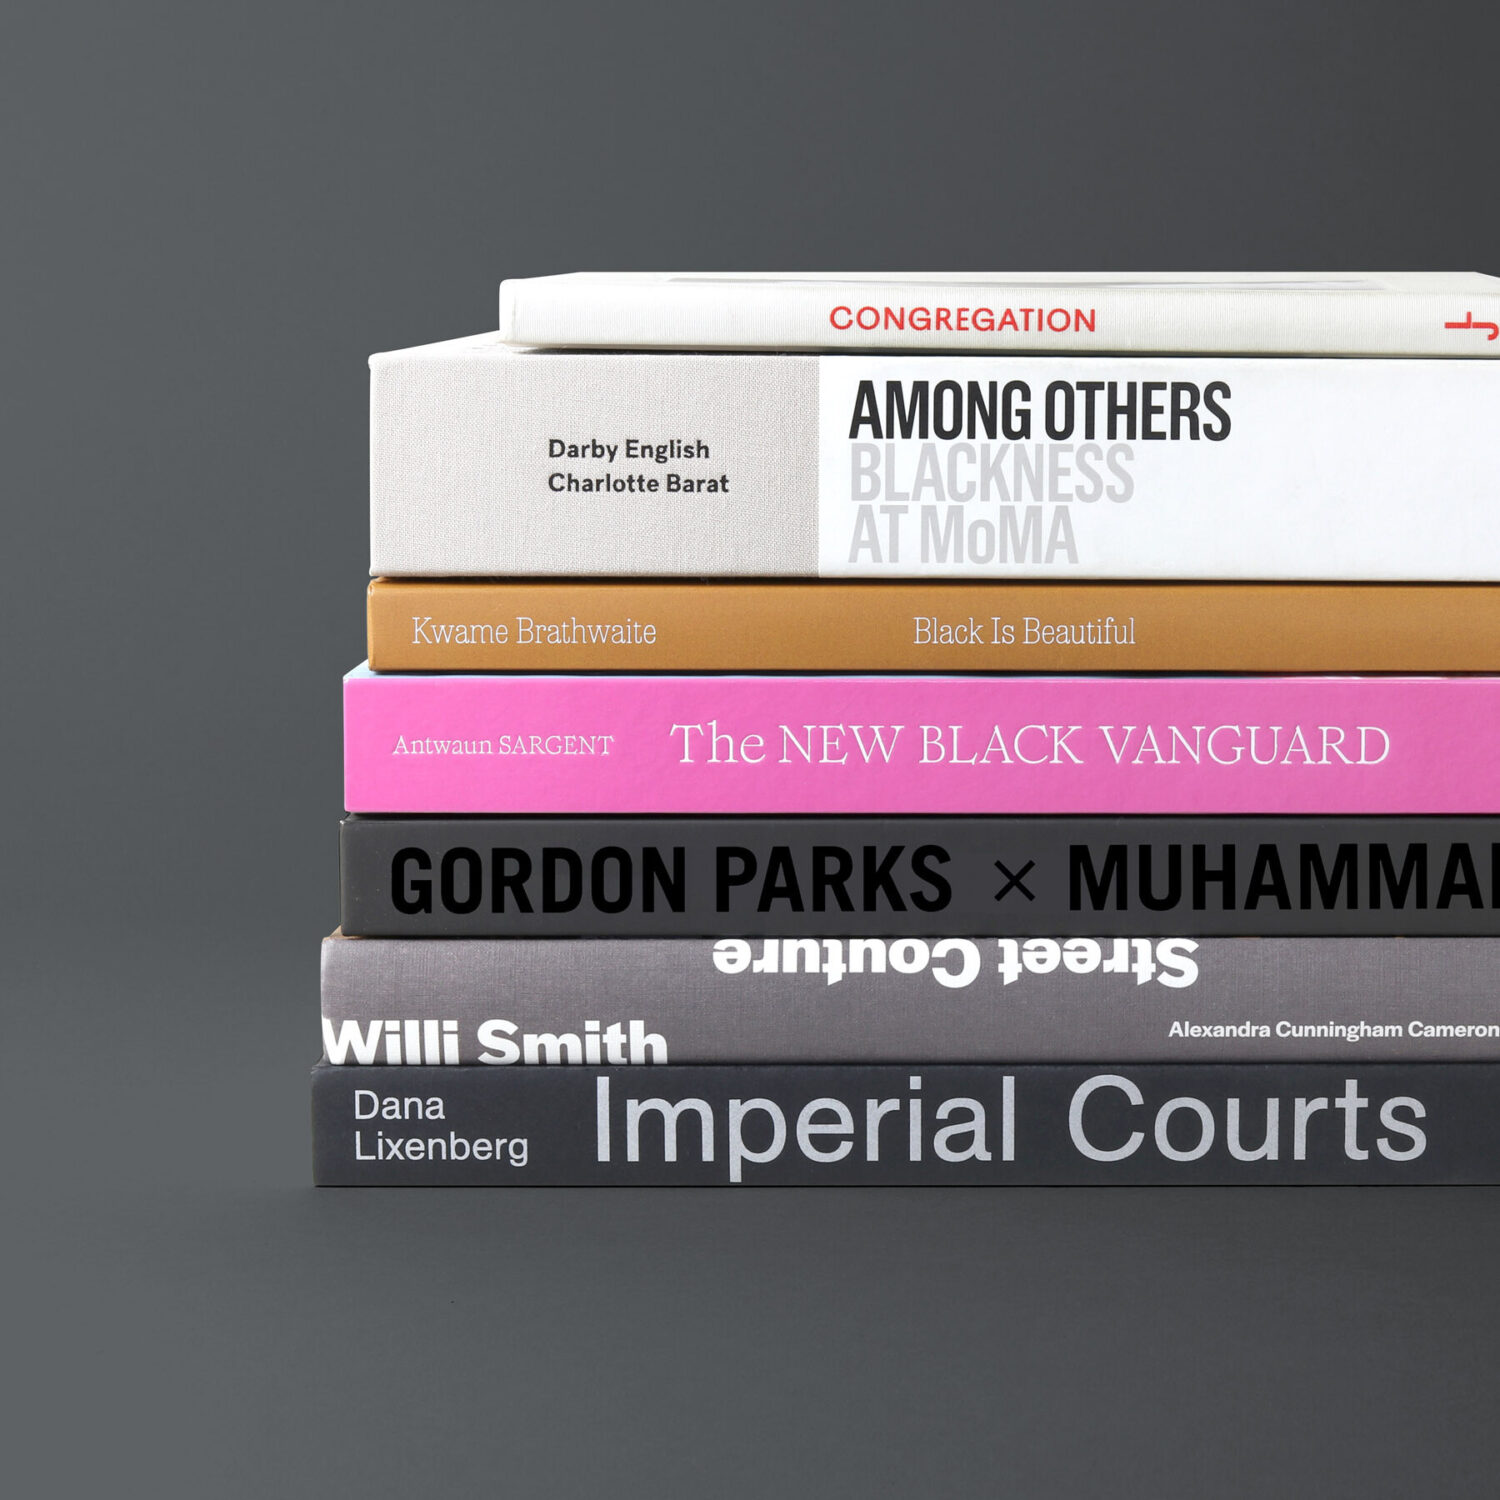 CONGREGATION
Darby English
Charlotte Barat
AMONG OTHERS
BLACKNESS
AT MoMA
Kwame Brathwaite
Black Is Beautiful
Antwaun SARGENT
The NEW BLACK VANGUARD
GORDON PARKS × MUHAMMA
Street Couture
Willi Smith
Alexandra Cunningham Cameron
Dana
Lixenberg
Imperial Courts